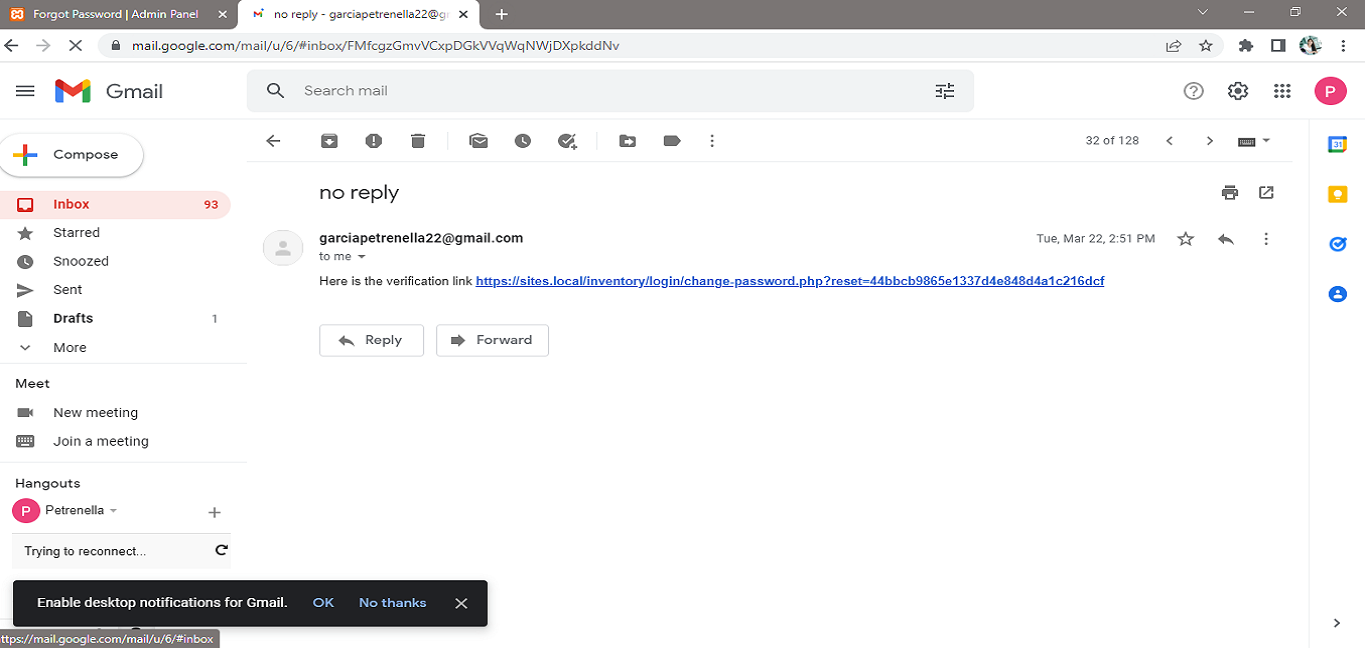 Forgot Password | Admin Panel
no reply - garciapetrenella22@g
mail.google.com/mail/u/6/#inbox/FMfcgzGmvVCxpDGkVVqWqNWjDXpkddNv
Gmail
Search mail
P
Compose
32 of 128
31
no reply
Inbox 93
Starred
Snoozed
Sent
Drafts 1
More
garciapetrenella22@gmail.com
Tue, Mar 22, 2:51 PM
to me
Here is the verification link https://sites.local/inventory/login/change-password.php?reset=44bbcb9865e1337d4e848d4a1c216dcf
Reply
Forward
Meet
New meeting
Join a meeting
Hangouts
P
Petrenella
Trying to reconnect...
Enable desktop notifications for Gmail. OK No thanks
ttps://mail.google.com/mail/u/6/#inbox